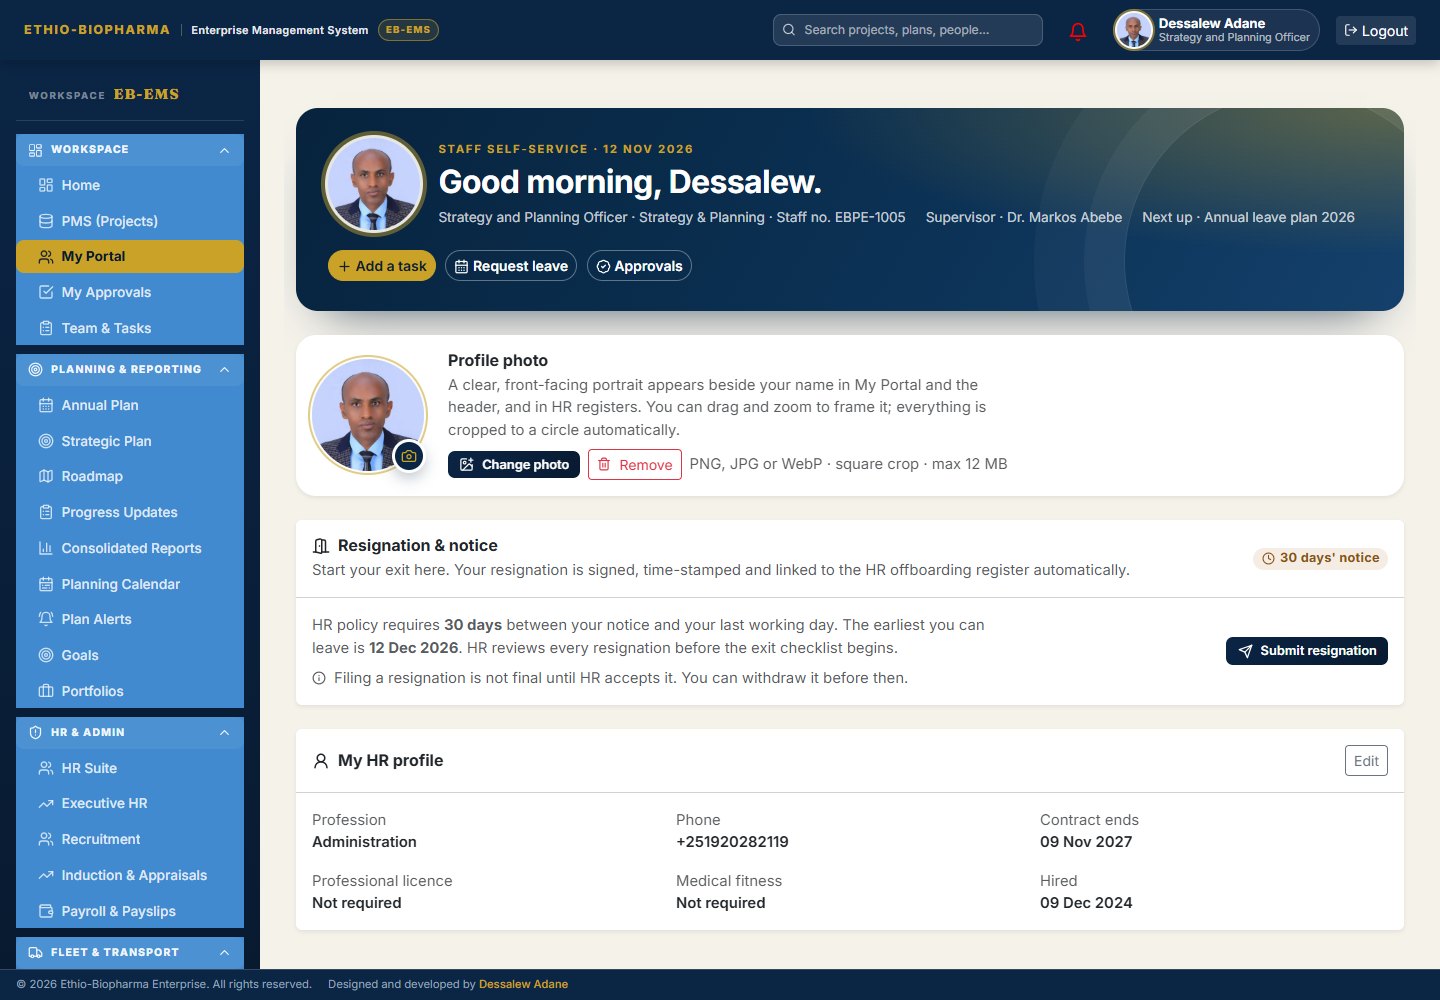 ETHIO-BIOPHARMA | Enterprise Management System EB-EMS
Search projects, plans, people...
Dessalew Adane
Strategy and Planning Officer
Logout
WORKSPACE EB-EMS
WORKSPACE
Home
PMS (Projects)
My Portal
My Approvals
Team & Tasks
PLANNING & REPORTING
Annual Plan
Strategic Plan
Roadmap
Progress Updates
Consolidated Reports
Planning Calendar
Plan Alerts
Goals
Portfolios
HR & ADMIN
HR Suite
Executive HR
Recruitment
Induction & Appraisals
Payroll & Payslips
FLEET & TRANSPORT
STAFF SELF-SERVICE · 12 NOV 2026
Good morning, Dessalew.
Strategy and Planning Officer · Strategy & Planning · Staff no. EBPE-1005 Supervisor · Dr. Markos Abebe Next up · Annual leave plan 2026
+ Add a task Request leave Approvals
Profile photo
A clear, front-facing portrait appears beside your name in My Portal and the
header, and in HR registers. You can drag and zoom to frame it; everything is
cropped to a circle automatically.
Change photo Remove PNG, JPG or WebP · square crop · max 12 MB
Resignation & notice
Start your exit here. Your resignation is signed, time-stamped and linked to the HR offboarding register automatically.
30 days' notice
HR policy requires 30 days between your notice and your last working day. The earliest you can
leave is 12 Dec 2026. HR reviews every resignation before the exit checklist begins.
Filing a resignation is not final until HR accepts it. You can withdraw it before then.
Submit resignation
My HR profile
Edit
Profession Phone Contract ends
Administration +251920282119 09 Nov 2027
Professional licence Medical fitness Hired
Not required Not required 09 Dec 2024
© 2026 Ethio-Biopharma Enterprise. All rights reserved. Designed and developed by Dessalew Adane